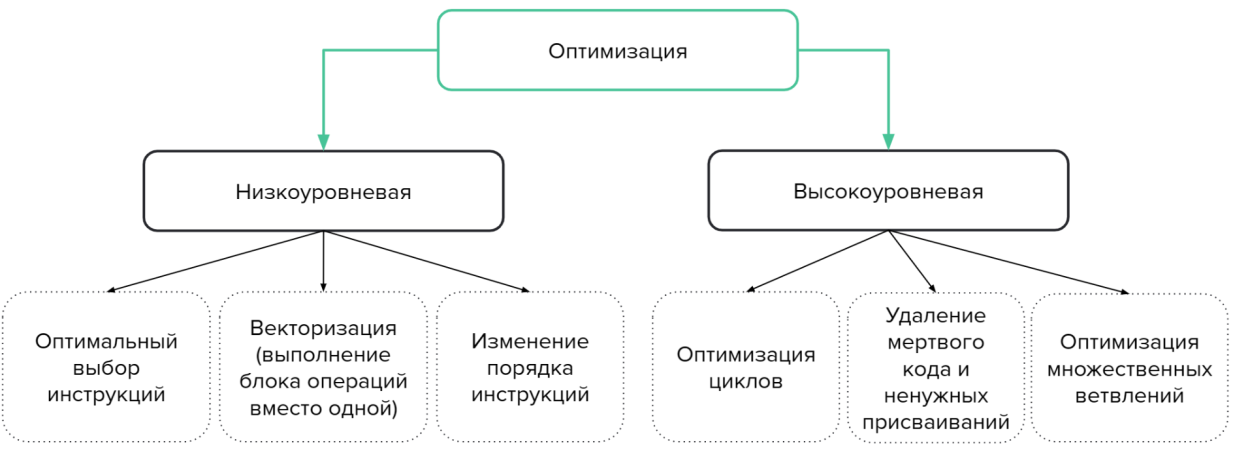 Оптимизация
Низкоуровневая
Высокоуровневая
Оптимальный
выбор
инструкций
Векторизация
(выполнение
блока операций
вместо одной)
Изменение
порядка
инструкций
Оптимизация
циклов
Удаление
мертвого
кода и
ненужных
присваиваний
Оптимизация
множественных
ветвлений